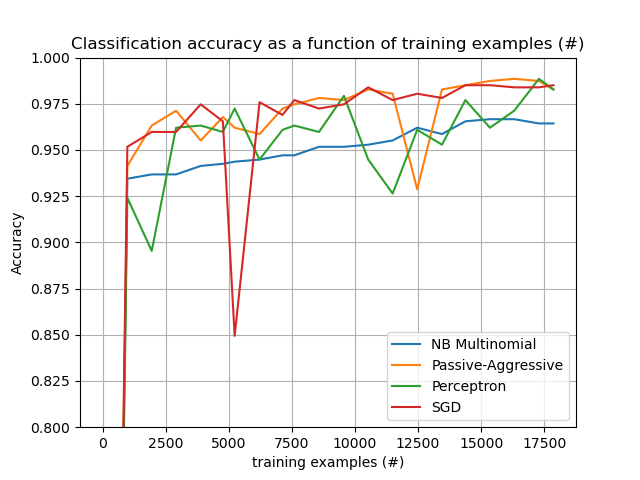 Classification accuracy as a function of training examples (#)
1.000
0.975
0.950
0.925
0.900
0.875
0.850
0.825
0.800
Accuracy
NB Multinomial
Passive-Aggressive
Perceptron
SGD
0 2500 5000 7500 10000 12500 15000 17500
training examples (#)